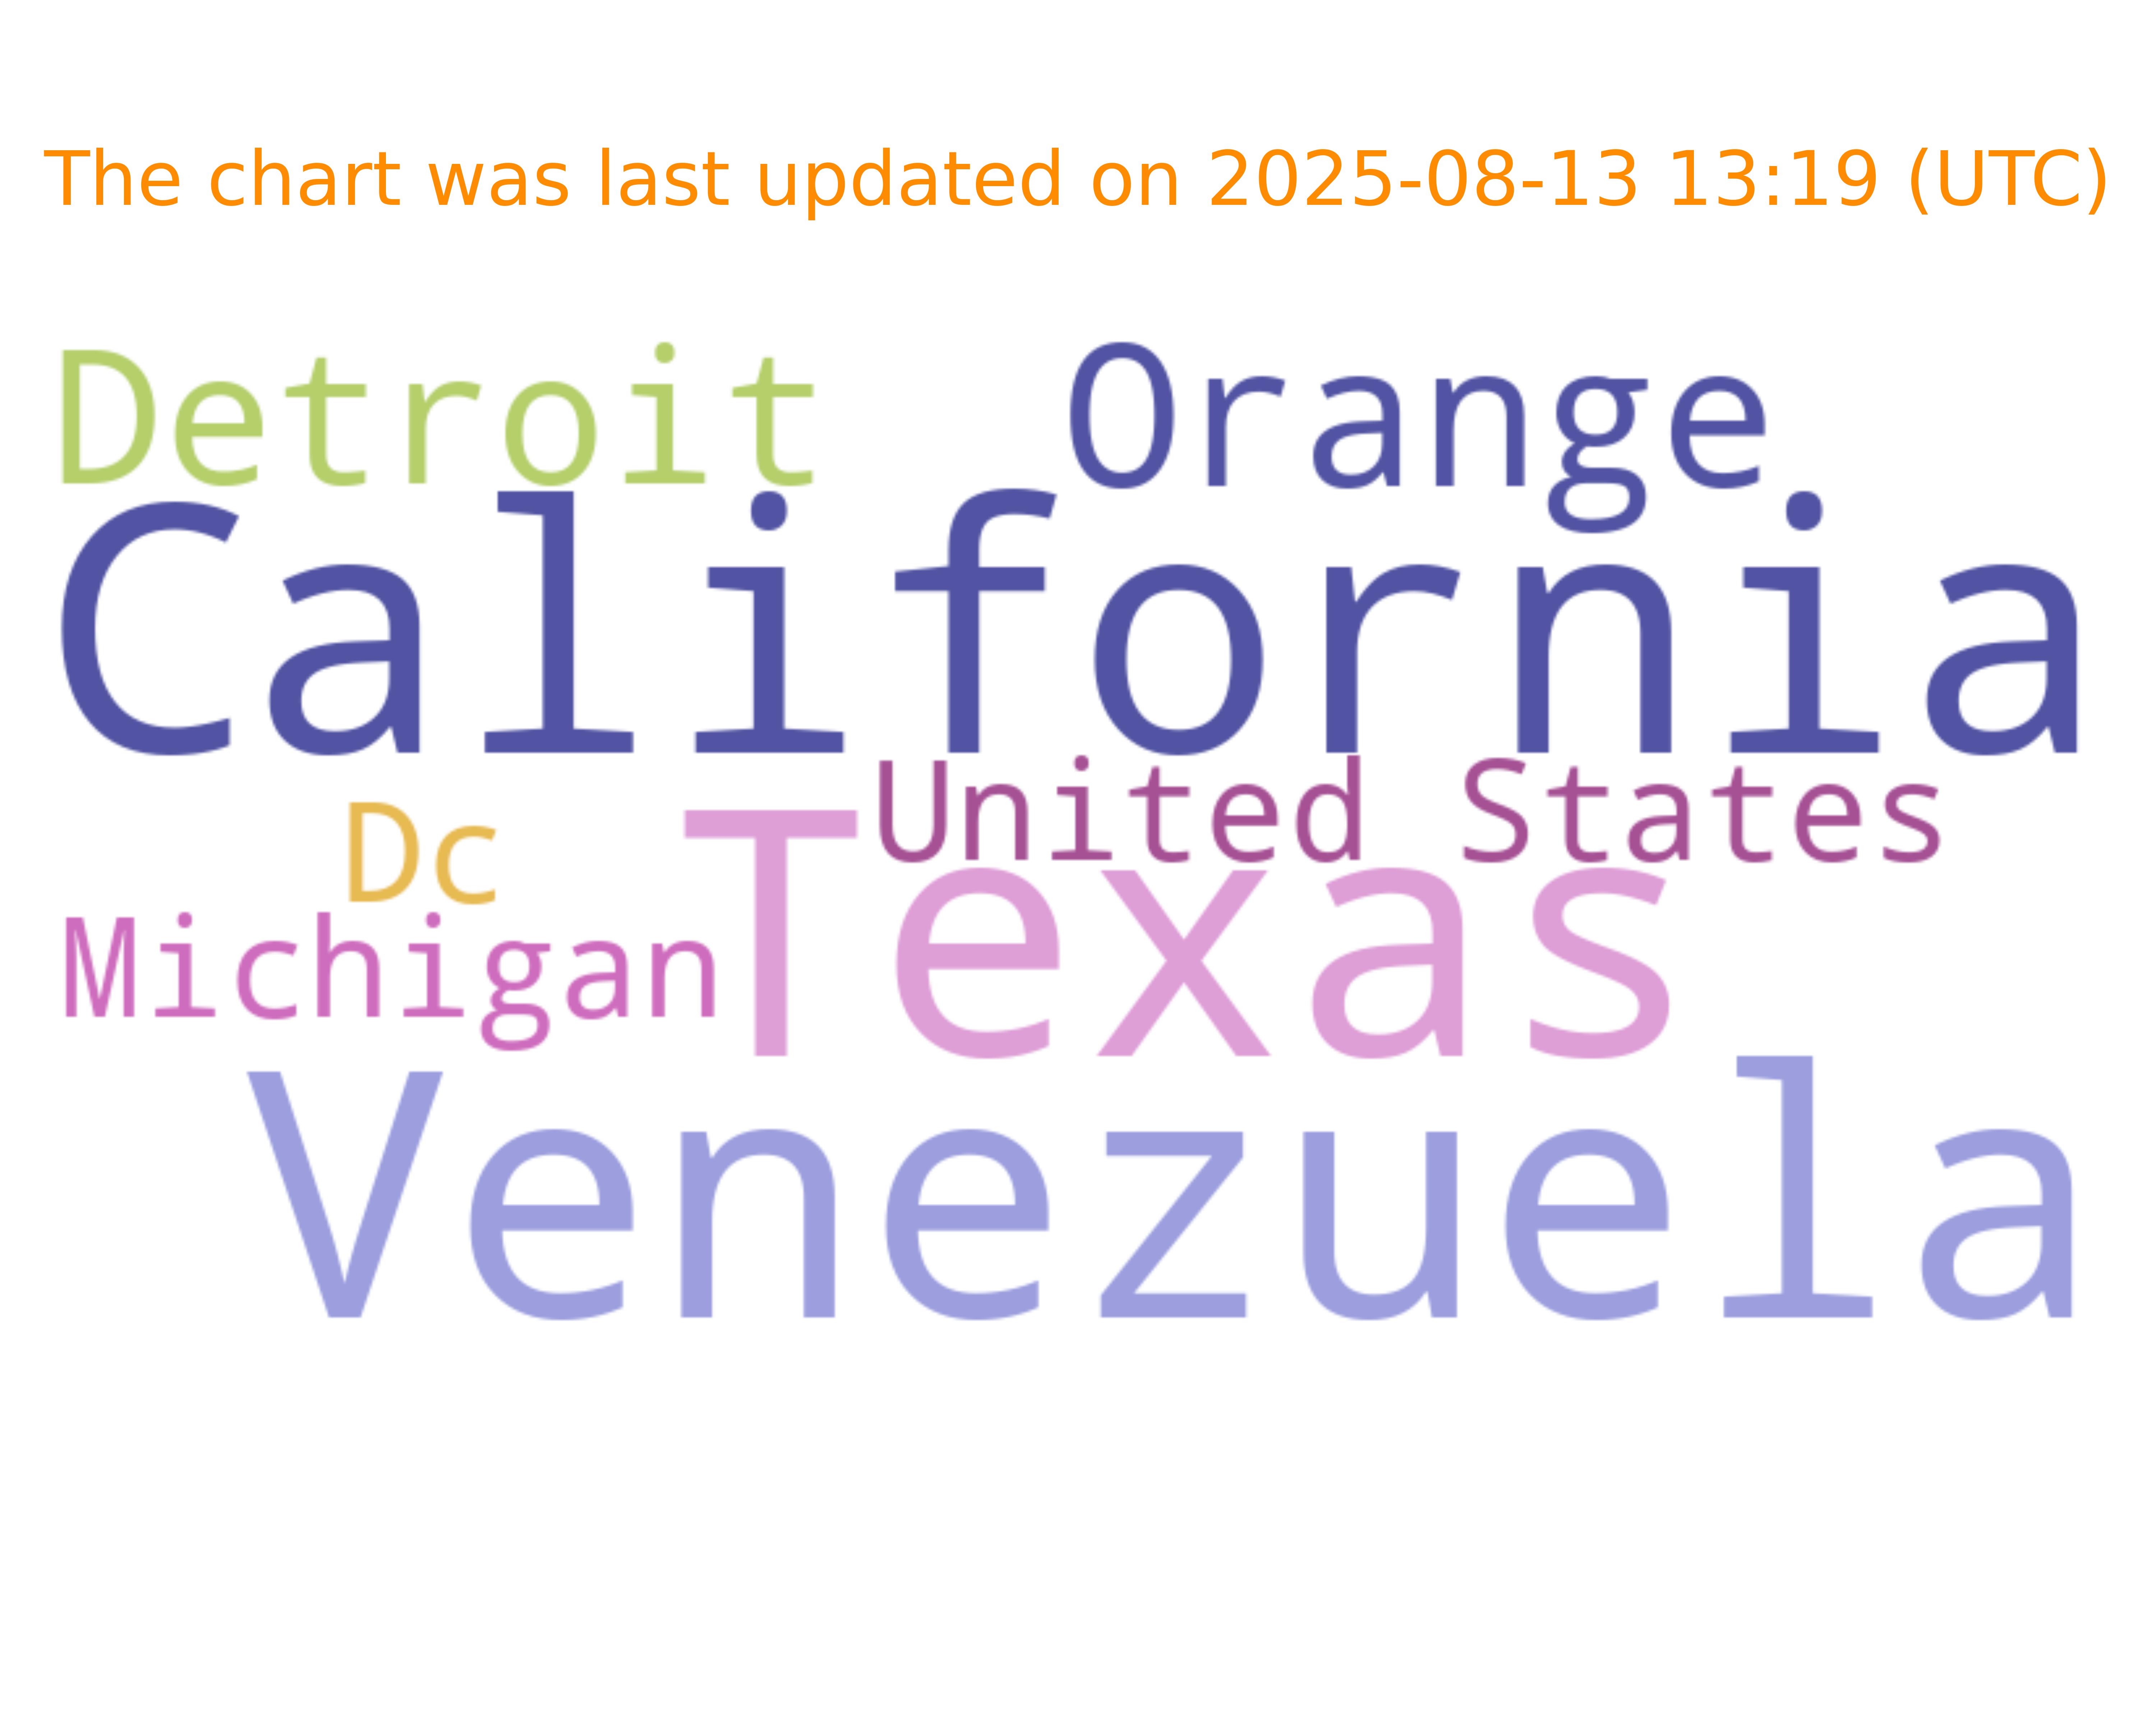 The chart was last updated on 2025-08-13 13:19 (UTC)
Detroit Orange
California
United States
Dc
Texas
Michigan
Venezuela